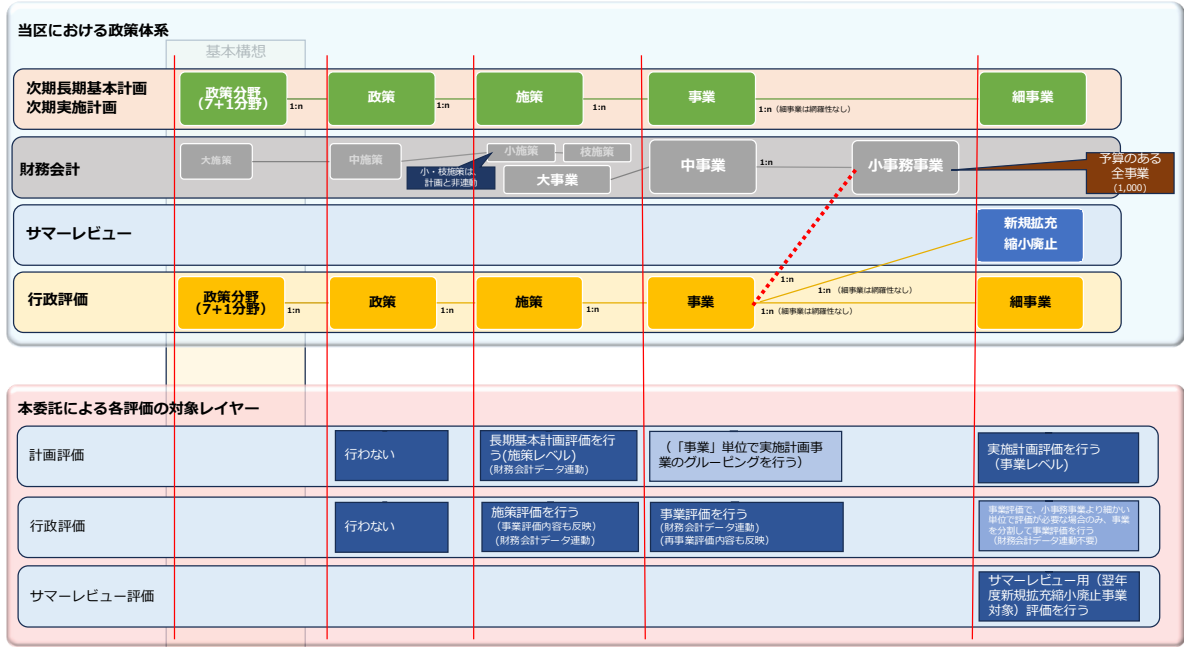 当区における政策体系
基本構想
次期長期基本計画
次期実施計画
政策分野
(7+1分野)
1:n
政策
1:n
施策
1:n
事業
1:n（細事業は網羅性なし）
細事業
財務会計
大施策
中施策
小・枝施策は、
計画と非連動
小施策
枝施策
大事業
中事業
1:n
小事務事業
予算のある
全事業
(1,000)
サマーレビュー
新規拡充
縮小廃止
行政評価
政策分野
(7+1分野)
1:n
政策
1:n
施策
1:n
事業
1:n
1:n（細事業は網羅性なし）
1:n（細事業は網羅性なし）
細事業
本委託による各評価の対象レイヤー
計画評価
行わない
長期基本計画評価を行
う(施策レベル)
(財務会計データ連動)
（「事業」単位で実施計画事
業のグルーピングを行う）
実施計画評価を行う
（事業レベル）
行政評価
行わない
施策評価を行う
（事業評価内容も反映）
（財務会計データ連動）
事業評価を行う
（財務会計データ連動）
（再事業評価内容も反映）
事業評価で、小事務事業より細かい
単位で評価が必要な場合のみ、事業
を分割して事業評価を行う
（財務会計データ連動不要）
サマーレビュー評価
サマーレビュー用（翌年
度新規拡充縮小廃止事業
対象）評価を行う